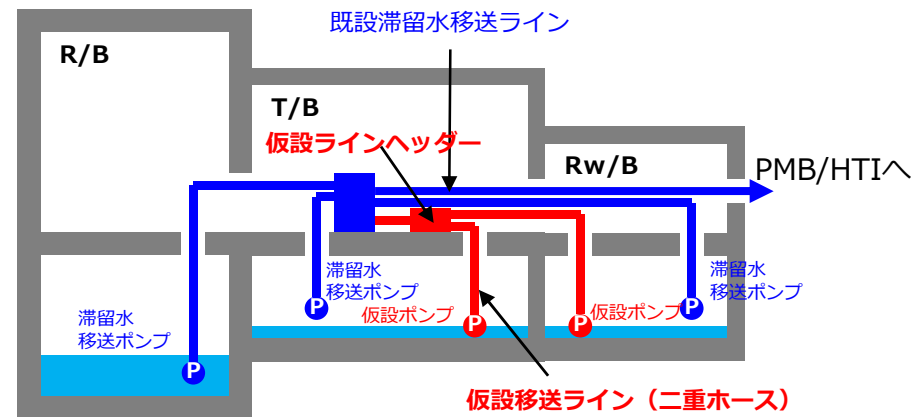 既設滞留水移送ライン
R/B
T/B
仮設ラインヘッダー
Rw/B
PMB/HTIへ
滞留水
移送ポンプ
P
滞留水
移送ポンプ
P
仮設ポンプ
P
仮設ポンプ
P
滞留水
移送ポンプ
P
仮設移送ライン（二重ホース）